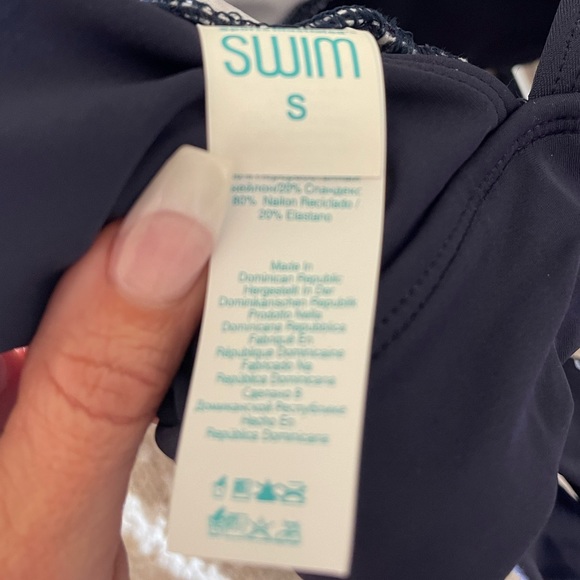 SWIM
S
нейлон/20% Спандекс
80% Nailon Reciclado /
20% Elastano
Made In
Dominican Republic
Hergestellt In Der
Dominikanischen Republik
Prodotto Nella
Dominicana Repubblica
Fabriqué En
République Dominicaine
Fabricado Na
República Dominicana
Сделано В
Доминиканской Республике
Hecho En
República Dominicana